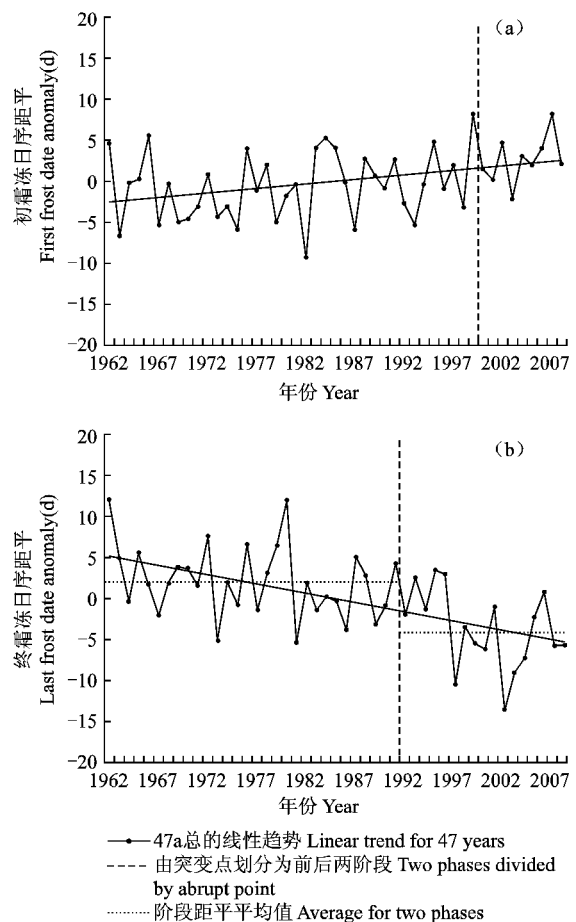 （a）
初霜冻日序距平
First frost date anomaly(d)
20
15
10
5
0
−5
−10
−15
−20
1962 1967 1972 1977 1982 1987 1992 1997 2002 2007
年份 Year
（b）
终霜冻日序距平
Last frost date anomaly(d)
20
15
10
5
0
−5
−10
−15
−20
1962 1967 1972 1977 1982 1987 1992 1997 2002 2007
年份 Year
47a总的线性趋势 Linear trend for 47 years
由突变点划分为前后两阶段 Two phases divided
by abrupt point
阶段距平平均值 Average for two phases